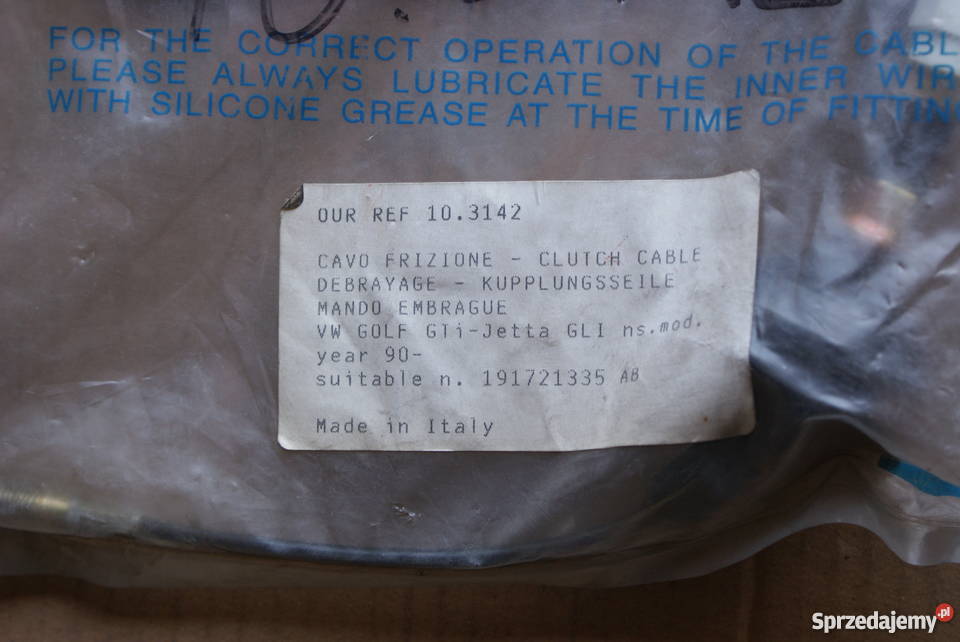 FOR THE CORRECT OPERATION OF THE CABL
PLEASE ALWAYS LUBRICATE THE INNER WIR
WITH SILICONE GREASE AT THE TIME OF FITTING
OUR REF 10.3142
CAVO FRIZIONE - CLUTCH CABLE
DEBRAYAGE - KUPPLUNGSSEILE
MANDO EMBRAGUE
VW GOLF GTi-Jetta GLI ns.mod.
year 90-
suitable n. 191721335 AB
Made in Italy
Sprzedajemy.pl